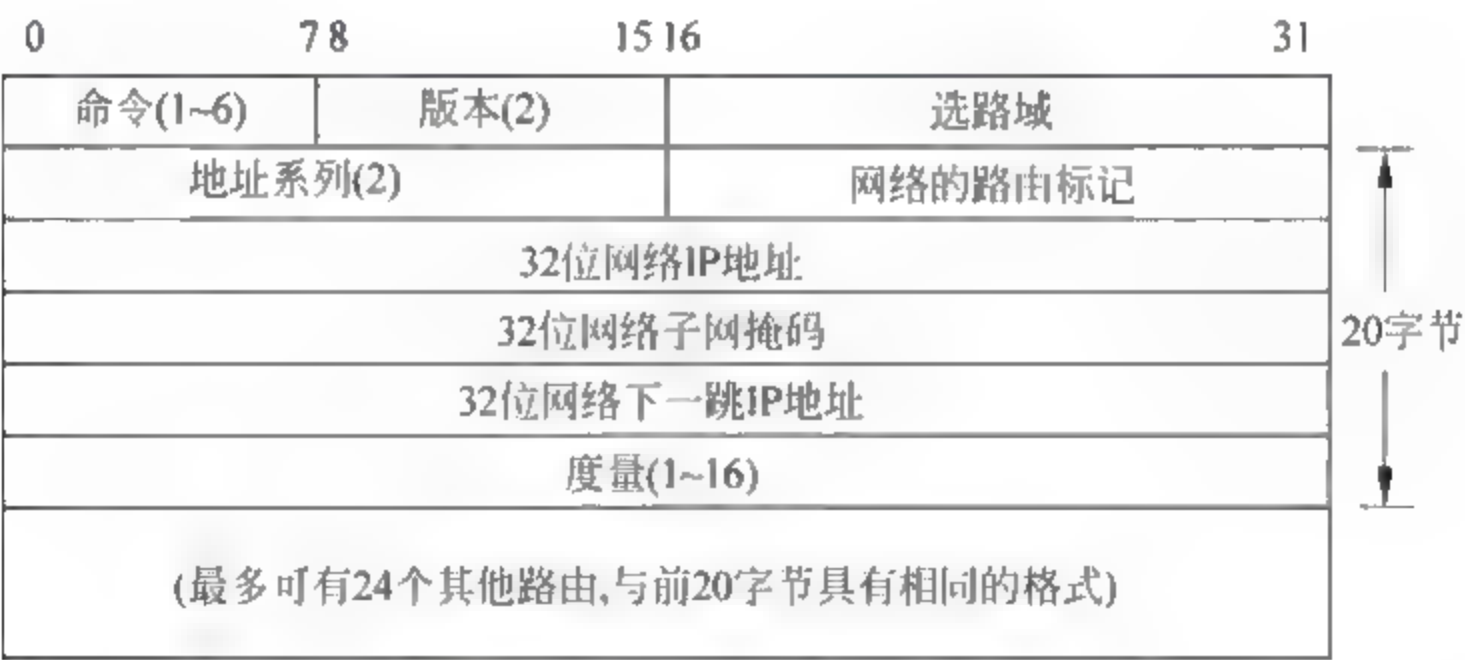 0 7 8 15 16 31
命令(1~6) 版本(2) 选路域
地址系列(2) 网络的路由标记
32位网络IP地址
32位网络子网掩码
20字节
32位网络下一跳IP地址
度量(1~16)
(最多可有24个其他路由,与前20字节具有相同的格式)